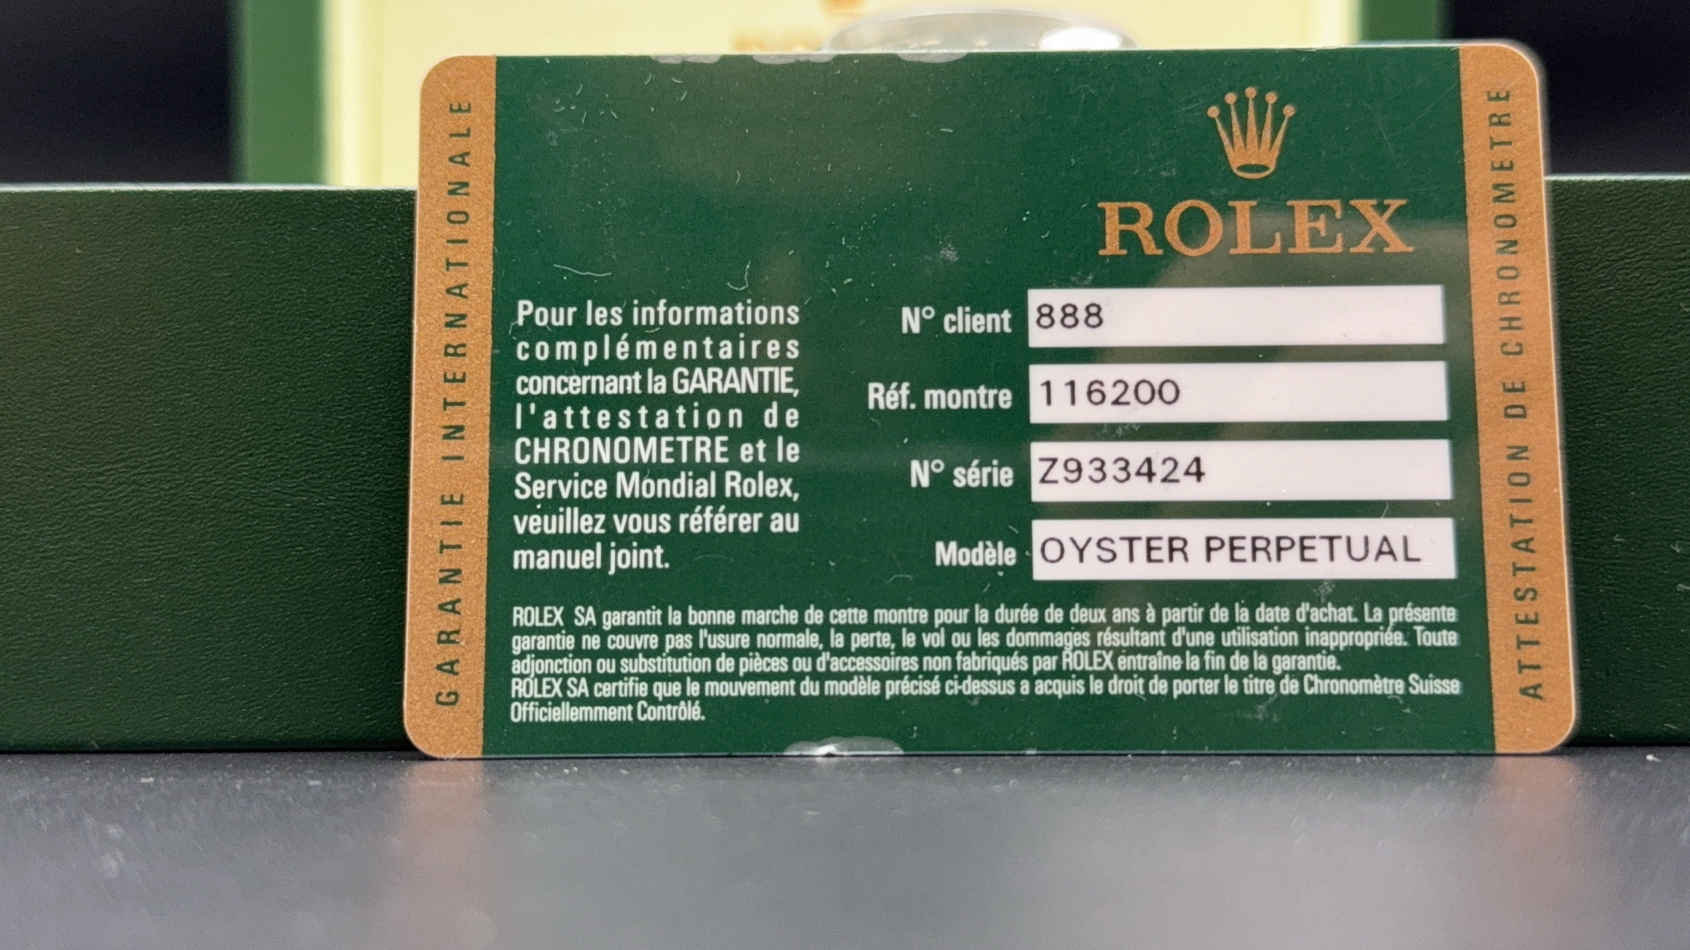 GARANTIE INTERNATIONALE
ROLEX
Pour les informations
complémentaires
concernant la GARANTIE,
l'attestation de
CHRONOMETRE et le
Service Mondial Rolex,
veuillez vous référer au
manuel joint.
N° client 888
Réf. montre 116200
N° série Z933424
Modèle OYSTER PERPETUAL
ROLEX SA garantit la bonne marche de cette montre pour la durée de deux ans à partir de la date d'achat. La présente
garantie ne couvre pas l'usure normale, la perte, le vol ou les dommages résultant d'une utilisation inappropriée. Toute
adjonction ou substitution de pièces ou d'accessoires non fabriqués par ROLEX entraîne la fin de la garantie.
ROLEX SA certifie que le mouvement du modèle précisé ci-dessus a acquis le droit de porter le titre de Chronomètre Suisse
Officiellemment Contrôlé.
ATTESTATION DE CHRONOMETRE